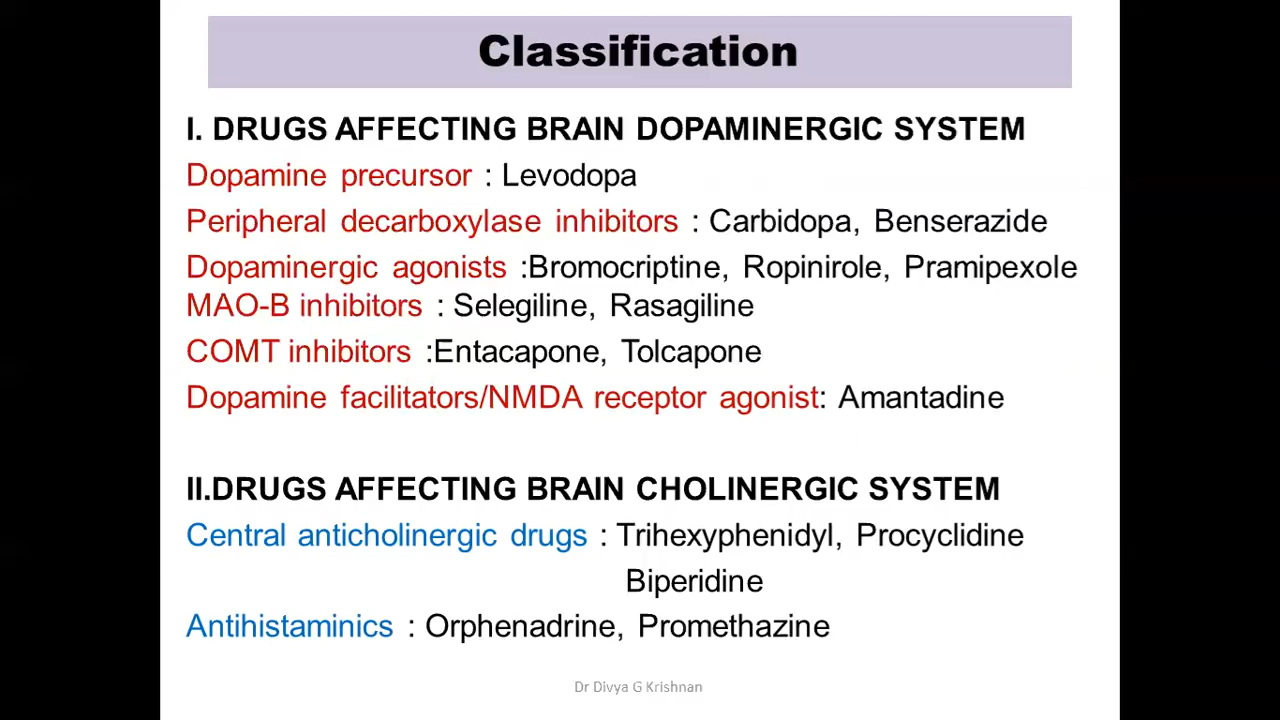 Classification
I. DRUGS AFFECTING BRAIN DOPAMINERGIC SYSTEM
Dopamine precursor : Levodopa
Peripheral decarboxylase inhibitors : Carbidopa, Benserazide
Dopaminergic agonists :Bromocriptine, Ropinirole, Pramipexole
MAO-B inhibitors : Selegiline, Rasagiline
COMT inhibitors :Entacapone, Tolcapone
Dopamine facilitators/NMDA receptor agonist: Amantadine
II.DRUGS AFFECTING BRAIN CHOLINERGIC SYSTEM
Central anticholinergic drugs : Trihexyphenidyl, Procyclidine
Biperidine
Antihistaminics : Orphenadrine, Promethazine
Dr Divya G Krishnan